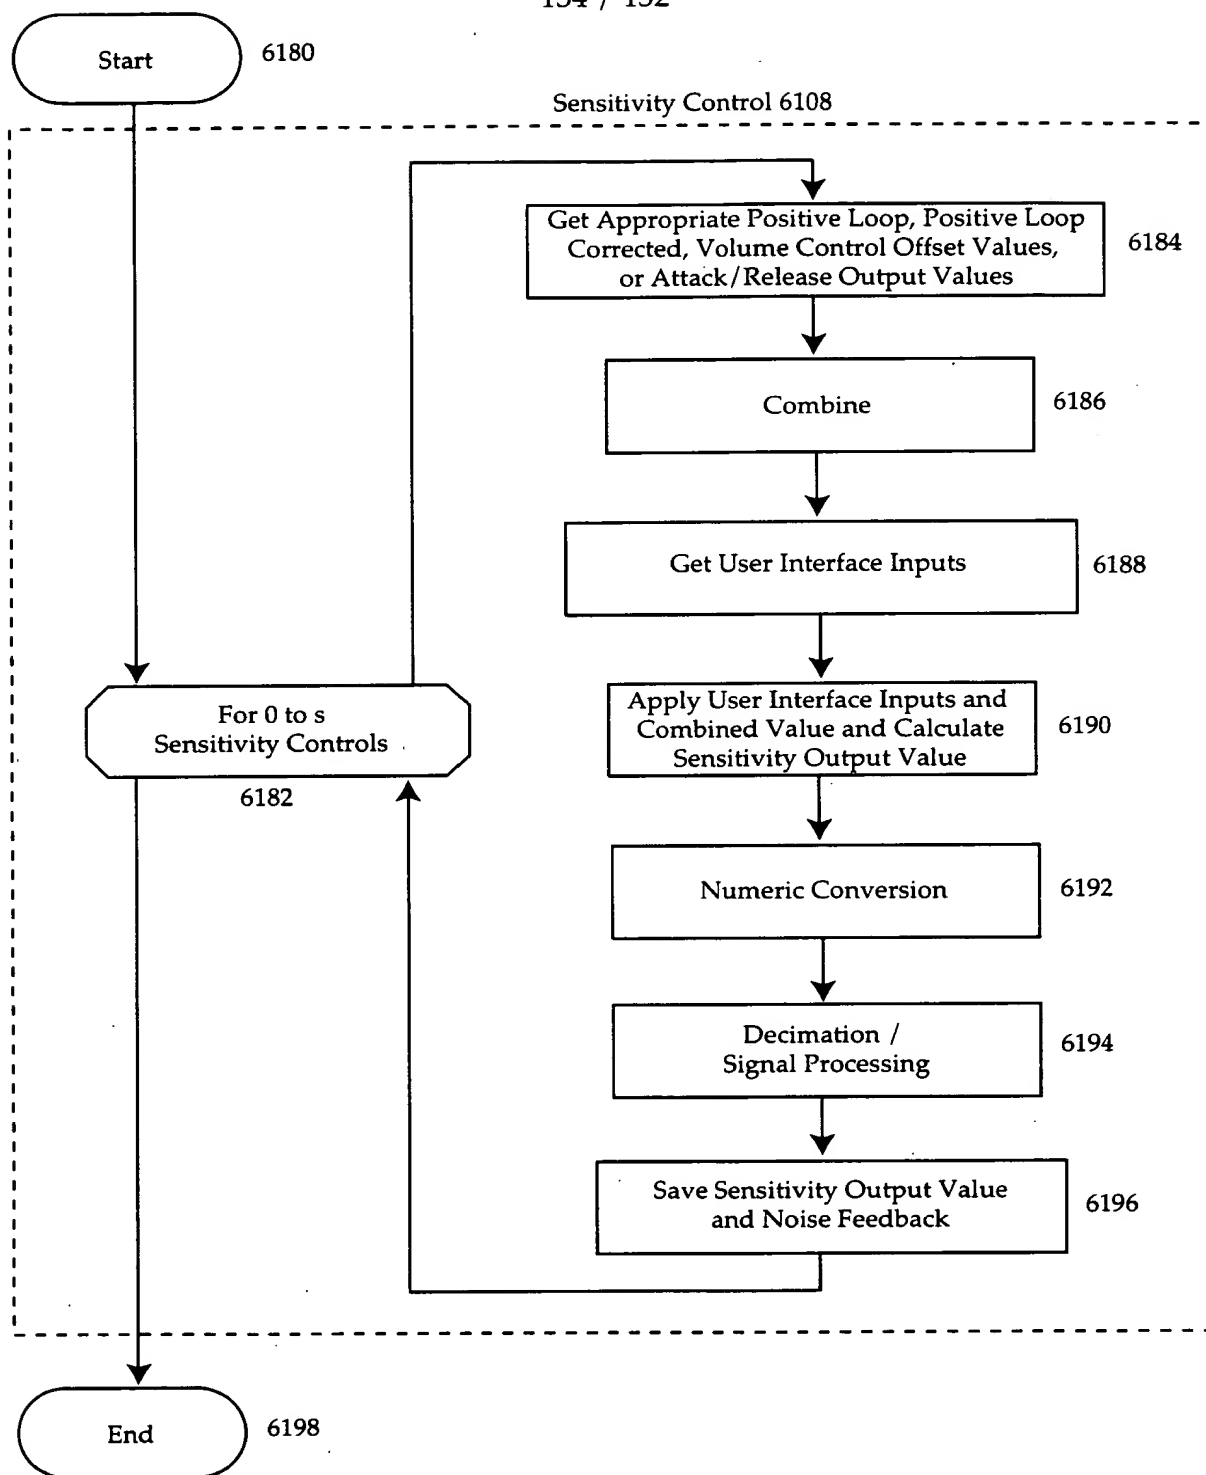 Start
6180
Sensitivity Control 6108
Get Appropriate Positive Loop, Positive Loop
Corrected, Volume Control Offset Values,
or Attack/Release Output Values
6184
Combine
6186
Get User Interface Inputs
6188
For 0 to s
Sensitivity Controls
6182
Apply User Interface Inputs and
Combined Value and Calculate
Sensitivity Output Value
6190
Numeric Conversion
6192
Decimation /
Signal Processing
6194
Save Sensitivity Output Value
and Noise Feedback
6196
End
6198